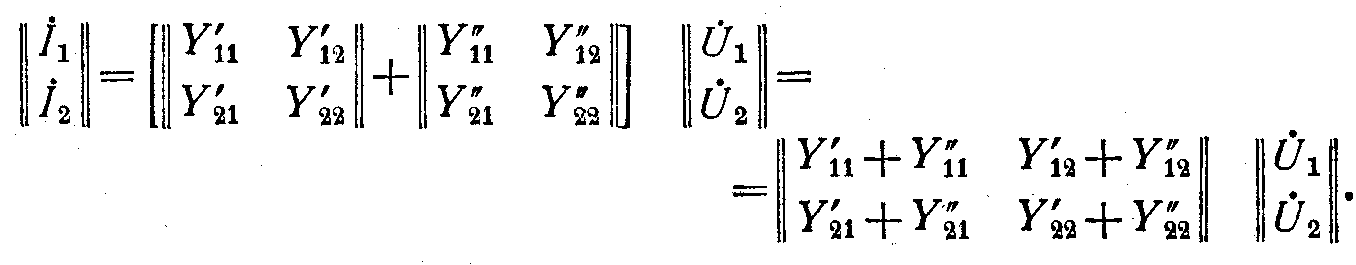 ‖ İ₁ ‖ = [ ‖ Y′₁₁ Y′₁₂ ‖ + ‖ Y″₁₁ Y″₁₂ ‖ ] ‖ U̇₁ ‖ =
‖ İ₂ ‖ [ ‖ Y′₂₁ Y′₂₂ ‖ ‖ Y″₂₁ Y″₂₂ ‖ ] ‖ U̇₂ ‖
= ‖ Y′₁₁ + Y″₁₁ Y′₁₂ + Y″₁₂ ‖ ‖ U̇₁ ‖ .
‖ Y′₂₁ + Y″₂₁ Y′₂₂ + Y″₂₂ ‖ ‖ U̇₂ ‖